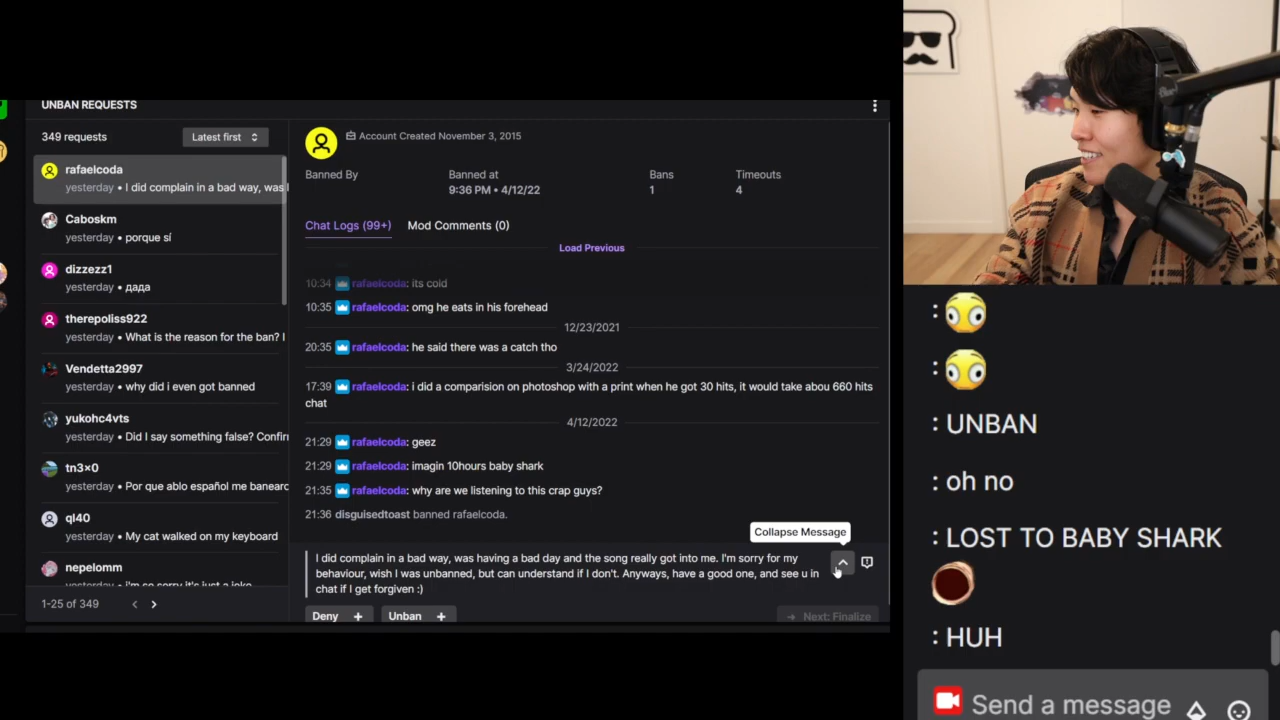 UNBAN REQUESTS
349 requests
Latest first
rafaelcoda
yesterday • I did complain in a bad way, was
Caboskm
yesterday • porque sí
dizzezz1
yesterday • дада
therepoliss922
yesterday • What is the reason for the ban? I
Vendetta2997
yesterday • why did i even got banned
yukohc4vts
yesterday • Did I say something false? Confirr
tn3×0
yesterday • Por que ablo español me banearc
ql40
yesterday • My cat walked on my keyboard
nepelomm
yesterday • i'm so sorry it's just a joke
1-25 of 349
Account Created November 3, 2015
Banned By
Banned at
9:36 PM • 4/12/22
Bans
1
Timeouts
4
Chat Logs (99+)
Mod Comments (0)
Load Previous
10:34 rafaelcoda: its cold
10:35 rafaelcoda: omg he eats in his forehead
12/23/2021
20:35 rafaelcoda: he said there was a catch tho
3/24/2022
17:39 rafaelcoda: i did a comparision on photoshop with a print when he got 30 hits, it would take abou 660 hits
chat
4/12/2022
21:29 rafaelcoda: geez
21:29 rafaelcoda: imagin 10hours baby shark
21:35 rafaelcoda: why are we listening to this crap guys?
21:36 disguisedtoast banned rafaelcoda.
Collapse Message
I did complain in a bad way, was having a bad day and the song really got into me. I'm sorry for my
behaviour, wish I was unbanned, but can understand if I don't. Anyways, have a good one, and see u in
chat if I get forgiven :)
Deny +
Unban +
→ Next: Finalize
:
:
: UNBAN
: oh no
: LOST TO BABY SHARK
: HUH
Send a message